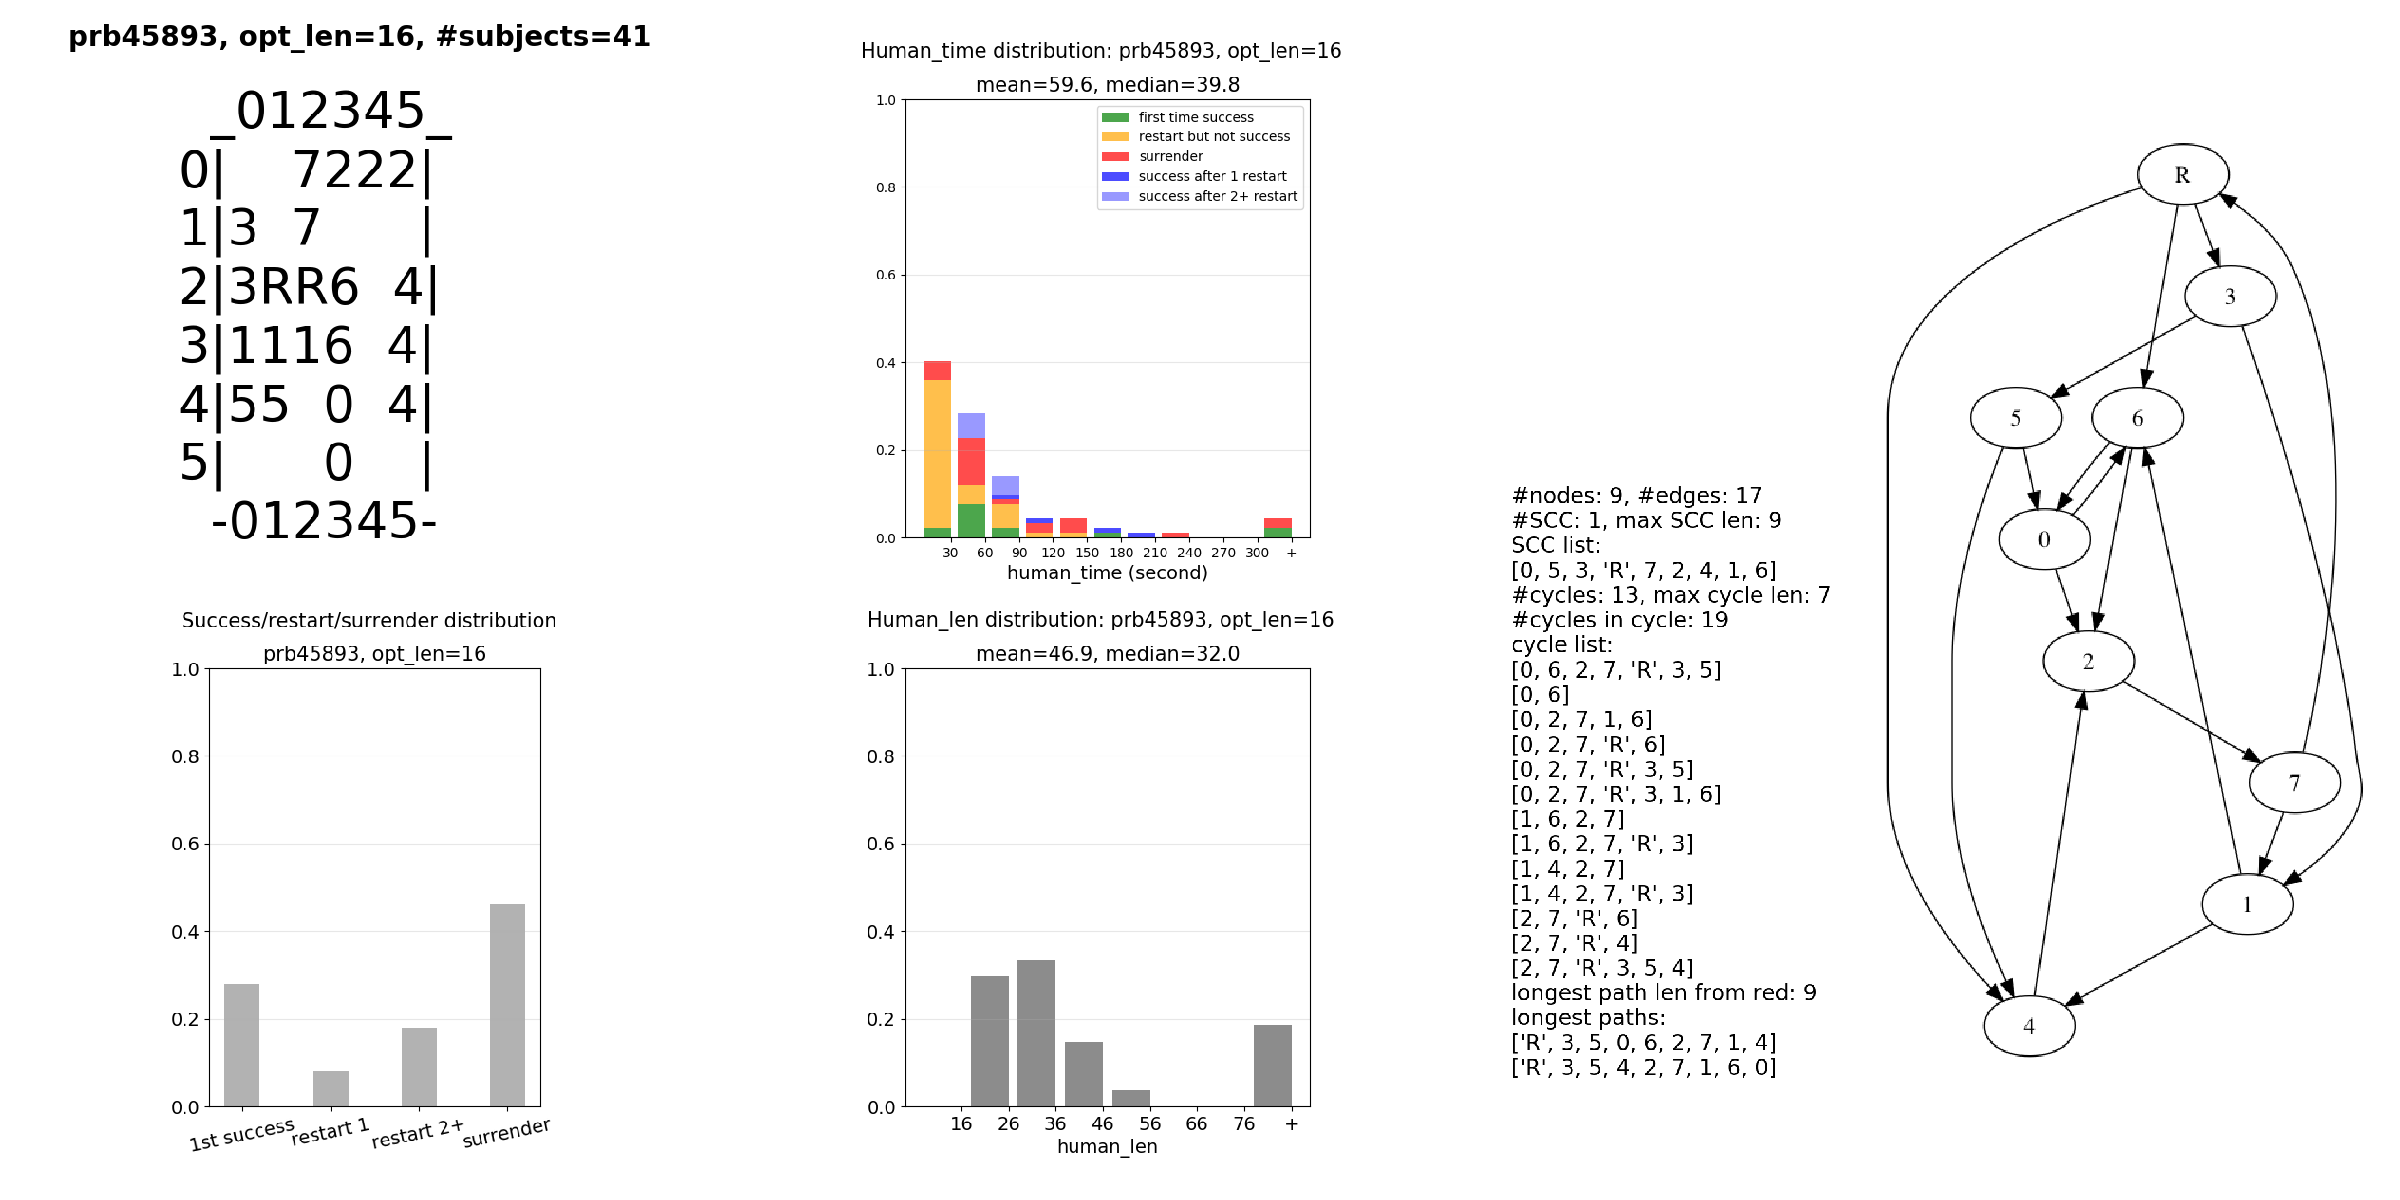 prb45893, opt_len=16, #subjects=41
_012345_
0|  7222|
1|3 7   |
2|3RR6 4|
3|1116 4|
4|55 0 4|
5|   0  |
-012345-
Human_time distribution: prb45893, opt_len=16
mean=59.6, median=39.8
1.0
0.8
0.6
0.4
0.2
0.0
first time success
restart but not success
surrender
success after 1 restart
success after 2+ restart
30 60 90 120 150 180 210 240 270 300 +
human_time (second)
Success/restart/surrender distribution
prb45893, opt_len=16
1.0
0.8
0.6
0.4
0.2
0.0
1st success restart 1 restart 2+ surrender
Human_len distribution: prb45893, opt_len=16
mean=46.9, median=32.0
1.0
0.8
0.6
0.4
0.2
0.0
16 26 36 46 56 66 76 +
human_len
#nodes: 9, #edges: 17
#SCC: 1, max SCC len: 9
SCC list:
[0, 5, 3, 'R', 7, 2, 4, 1, 6]
#cycles: 13, max cycle len: 7
#cycles in cycle: 19
cycle list:
[0, 6, 2, 7, 'R', 3, 5]
[0, 6]
[0, 2, 7, 1, 6]
[0, 2, 7, 'R', 6]
[0, 2, 7, 'R', 3, 5]
[0, 2, 7, 'R', 3, 1, 6]
[1, 6, 2, 7]
[1, 6, 2, 7, 'R', 3]
[1, 4, 2, 7]
[1, 4, 2, 7, 'R', 3]
[2, 7, 'R', 6]
[2, 7, 'R', 4]
[2, 7, 'R', 3, 5, 4]
longest path len from red: 9
longest paths:
['R', 3, 5, 0, 6, 2, 7, 1, 4]
['R', 3, 5, 4, 2, 7, 1, 6, 0]
R
3
5 6
0
2
7
1
4